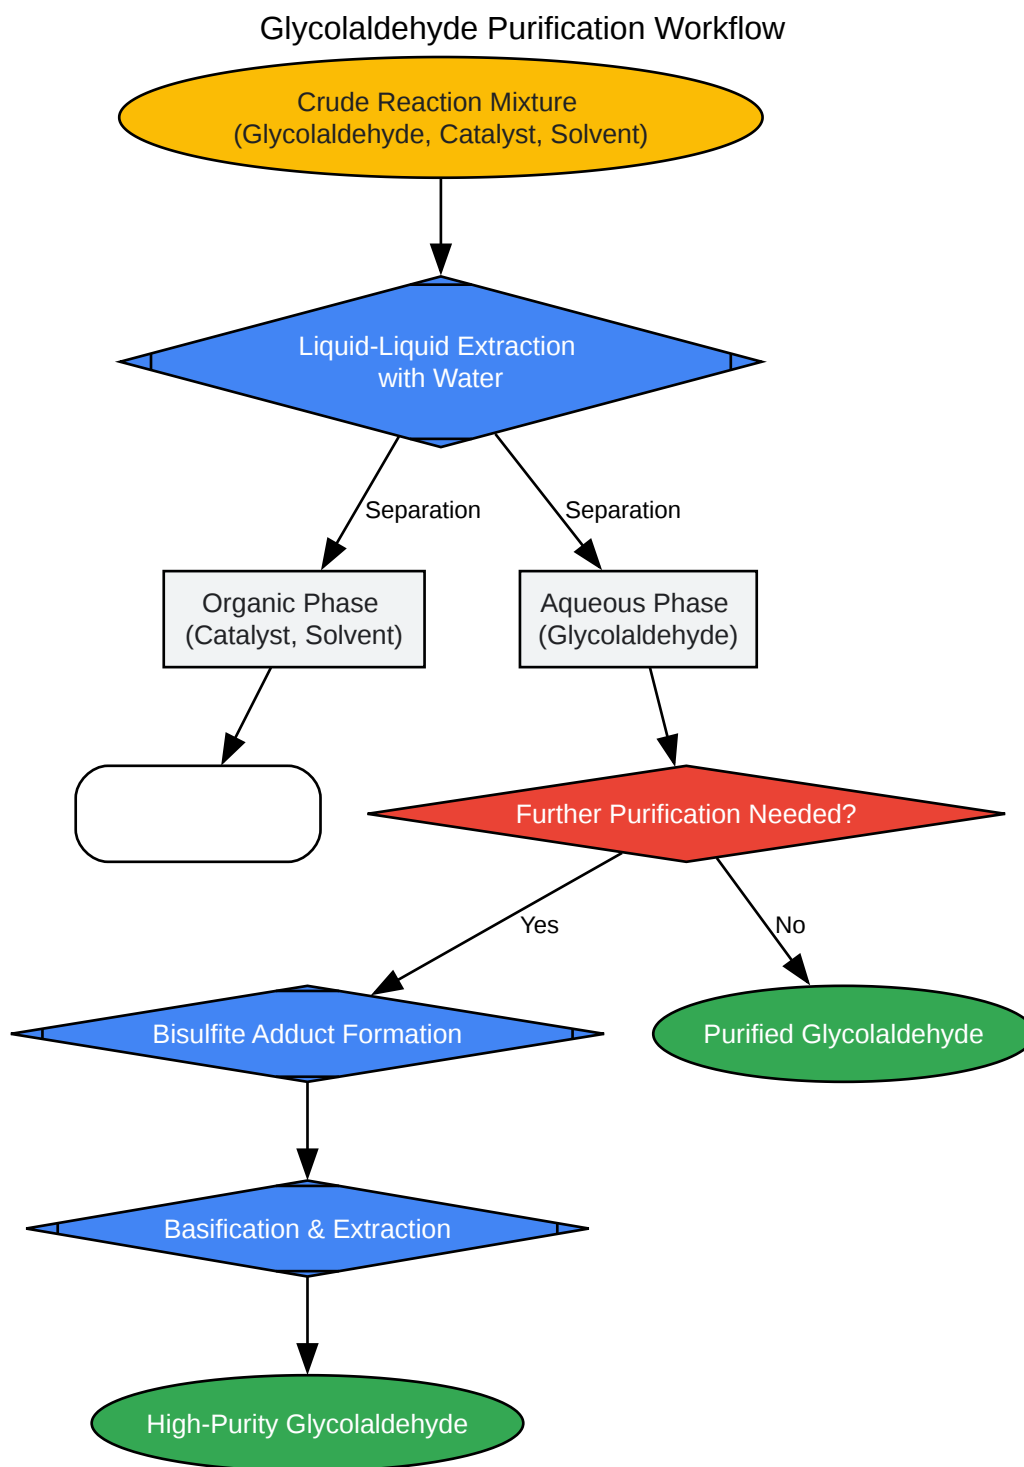 Glycolaldehyde Purification Workflow
Crude Reaction Mixture
(Glycolaldehyde, Catalyst, Solvent)
Liquid-Liquid Extraction
with Water
Separation
Separation
Organic Phase
(Catalyst, Solvent)
Aqueous Phase
(Glycolaldehyde)
Further Purification Needed?
Yes
No
Bisulfite Adduct Formation
Purified Glycolaldehyde
Basification & Extraction
High-Purity Glycolaldehyde